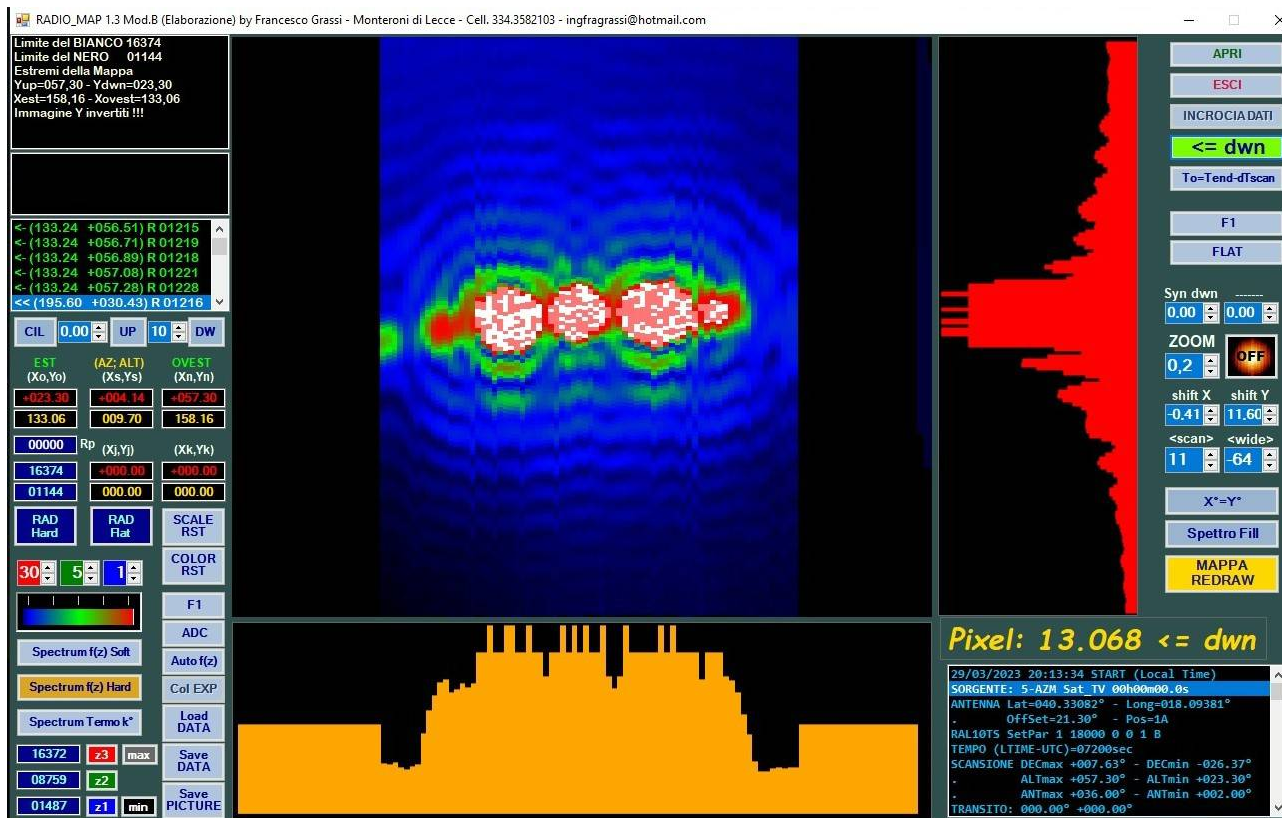 RADIO_MAP 1.3 Mod.B (Elaborazione) by Francesco Grassi - Monteroni di Lecce - Cell. 334.3582103 - ingfragrassi@hotmail.com
Limite del BIANCO 16374
Limite del NERO 01144
Estremi della Mappa
Yup=057,30 - Ydwn=023,30
Xest=158,16 - Xovest=133,06
Immagine Y invertiti !!!
<- (133.24 +056.51) R 01215
<- (133.24 +056.71) R 01219
<- (133.24 +056.89) R 01218
<- (133.24 +057.08) R 01221
<- (133.24 +057.28) R 01228
<< (195.60 +030.43) R 01216
CIL 0,00 UP 10 DW
EST (AZ; ALT) OVEST
(Xo,Yo) (Xs,Ys) (Xn,Yn)
+023.30 +004.14 +057.30
133.06 009.70 158.16
00000 Rp (Xj,Yj) (Xk,Yk)
16374 +000.00 +000.00
01144 000.00 000.00
RAD Hard
RAD Flat
SCALE RST
30 5 1
COLOR RST
F1
ADC
Spectrum f(z) Soft
Auto f(z)
Spectrum f(z) Hard
Col EXP
Spectrum Termo k°
Load DATA
16372 z3 max
Save DATA
08759 z2
01487 z1 min
Save PICTURE
APRI
ESCI
INCROCIA DATI
<= dwn
To=Tend-dTscan
F1
FLAT
Syn dwn -------
0.00 0.00
ZOOM
0,2
OFF
shift X shift Y
-0.41 11.60
<scan> <wide>
11 -64
X°=Y°
Spettro Fill
MAPPA REDRAW
Pixel: 13.068 <= dwn
29/03/2023 20:13:34 START (Local Time)
SORGENTE: 5-AZM Sat_TV 00h00m00.0s
ANTENNA Lat=040.33082° - Long=018.09381°
. OffSet=21.30° - Pos=1A
RAL10TS SetPar 1 18000 0 0 1 B
TEMPO (LTIME-UTC)=07200sec
SCANSIONE DECmax +007.63° - DECmin -026.37°
. ALTmax +057.30° - ALTmin +023.30°
. ANTmax +036.00° - ANTmin +002.00°
TRANSITO: 000.00° +000.00°